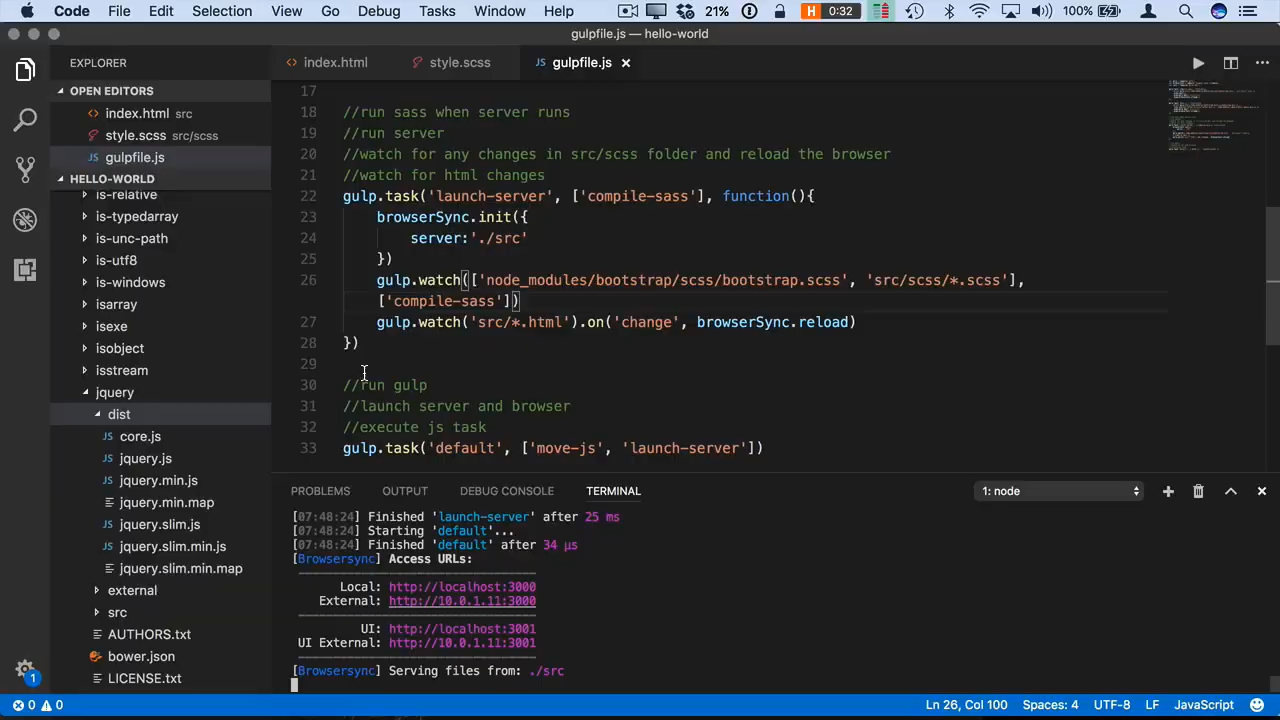 Code File Edit Selection View Go Debug Tasks Window Help 21% H 0:32 100%
gulpfile.js — hello-world
EXPLORER
index.html
style.scss
JS gulpfile.js
OPEN EDITORS
index.html src
style.scss src/scss
JS gulpfile.js
HELLO-WORLD
is-relative
is-typedarray
is-unc-path
is-utf8
is-windows
isarray
isexe
isobject
isstream
jquery
dist
JS core.js
JS jquery.js
JS jquery.min.js
jquery.min.map
JS jquery.slim.js
JS jquery.slim.min.js
jquery.slim.min.map
external
src
AUTHORS.txt
bower.json
LICENSE.txt
1
17
18 //run sass when server runs
19 //run server
20 //watch for any changes in src/scss folder and reload the browser
21 //watch for html changes
22 gulp.task('launch-server', ['compile-sass'], function(){
23 browserSync.init({
24 server:'./src'
25 })
26 gulp.watch(['node_modules/bootstrap/scss/bootstrap.scss', 'src/scss/*.scss'],
['compile-sass'])
27 gulp.watch('src/*.html').on('change', browserSync.reload)
28 })
29
30 //run gulp
31 //launch server and browser
32 //execute js task
33 gulp.task('default', ['move-js', 'launch-server'])
PROBLEMS OUTPUT DEBUG CONSOLE TERMINAL 1: node
[07:48:24] Finished 'launch-server' after 25 ms
[07:48:24] Starting 'default'...
[07:48:24] Finished 'default' after 34 μs
[Browsersync] Access URLs:
Local: http://localhost:3000
External: http://10.0.1.11:3000
UI: http://localhost:3001
UI External: http://10.0.1.11:3001
[Browsersync] Serving files from: ./src
0 0 Ln 26, Col 100 Spaces: 4 UTF-8 LF JavaScript